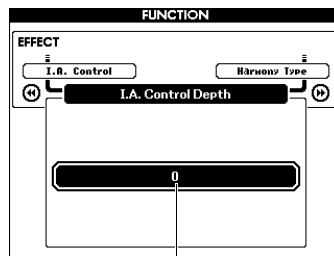 FUNCTION
EFFECT
I.A. Control
Harmony Type
I.A. Control Depth
0